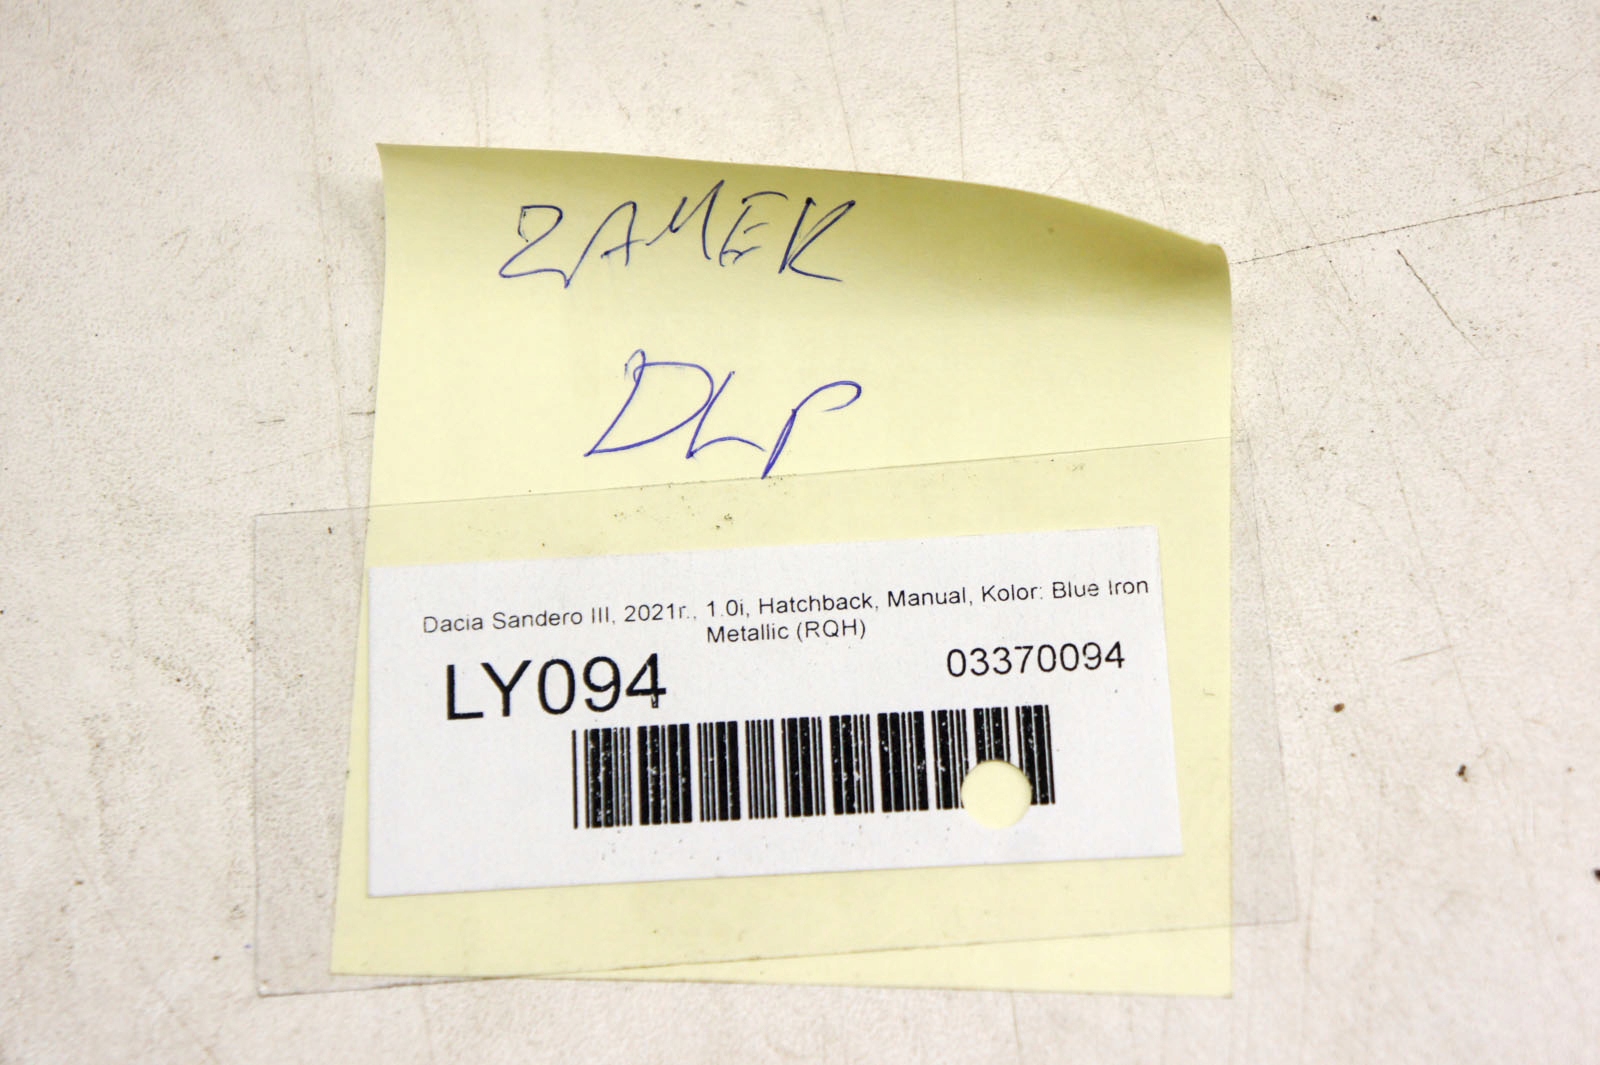 ZAMEK
DLP
Dacia Sandero III, 2021r., 1.0i, Hatchback, Manual, Kolor: Blue Iron
Metallic (RQH)
LY094
03370094